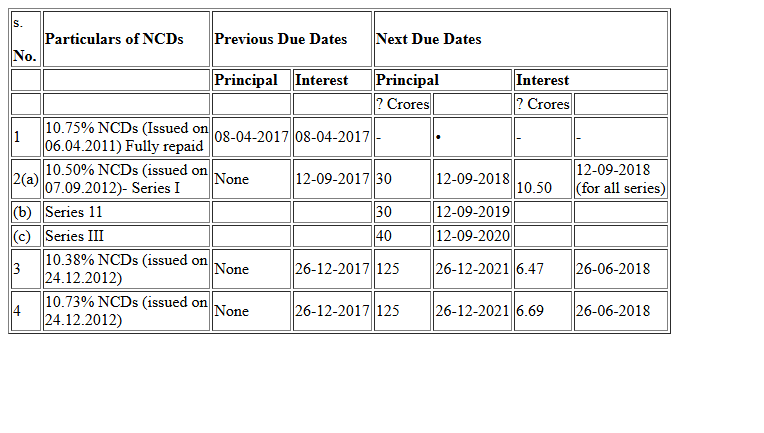 s.
No. Particulars of NCDs Previous Due Dates Next Due Dates
Principal Interest Principal Interest
? Crores ? Crores
1 10.75% NCDs (Issued on 06.04.2011) Fully repaid 08-04-2017 08-04-2017 - • - -
2(a) 10.50% NCDs (issued on 07.09.2012)- Series I None 12-09-2017 30 12-09-2018 10.50 12-09-2018 (for all series)
(b) Series 11 30 12-09-2019
(c) Series III 40 12-09-2020
3 10.38% NCDs (issued on 24.12.2012) None 26-12-2017 125 26-12-2021 6.47 26-06-2018
4 10.73% NCDs (issued on 24.12.2012) None 26-12-2017 125 26-12-2021 6.69 26-06-2018